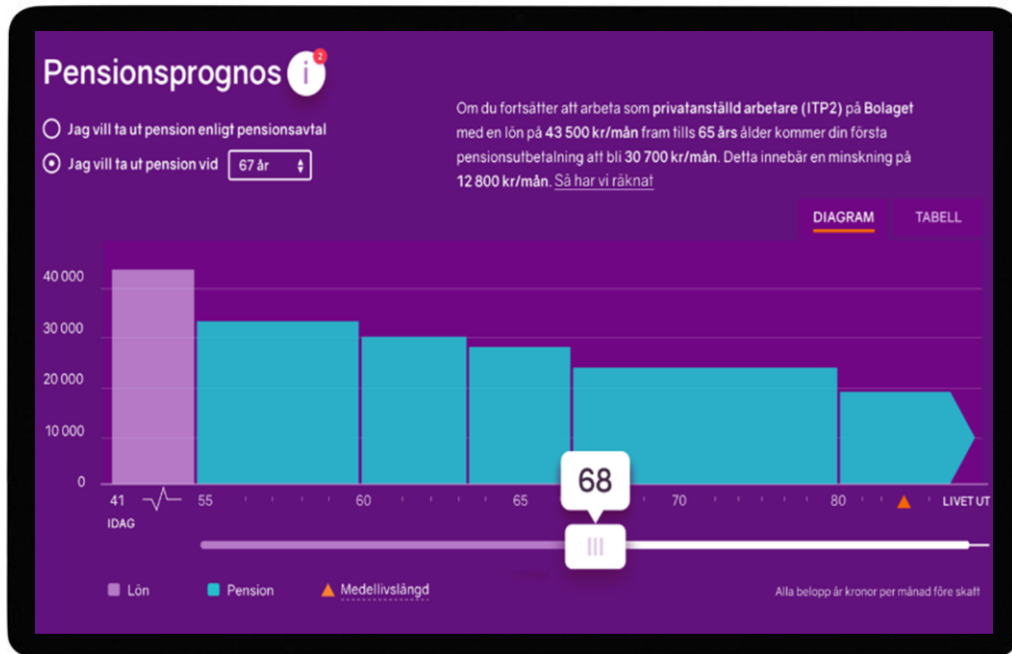 Pensionsprognos i 2
Jag vill ta ut pension enligt pensionsavtal
Jag vill ta ut pension vid 67 år
Om du fortsätter att arbeta som privatanställd arbetare (ITP2) på Bolaget
med en lön på 43 500 kr/mån fram tills 65 års ålder kommer din första
pensionsutbetalning att bli 30 700 kr/mån. Detta innebär en minskning på
12 800 kr/mån. Så har vi räknat
DIAGRAM TABELL
40 000
30 000
20 000
10 000
0
68
41 55 60 65 70 80 LIVET UT
IDAG
Lön Pension Medellivslängd
Alla belopp är kronor per månad före skatt